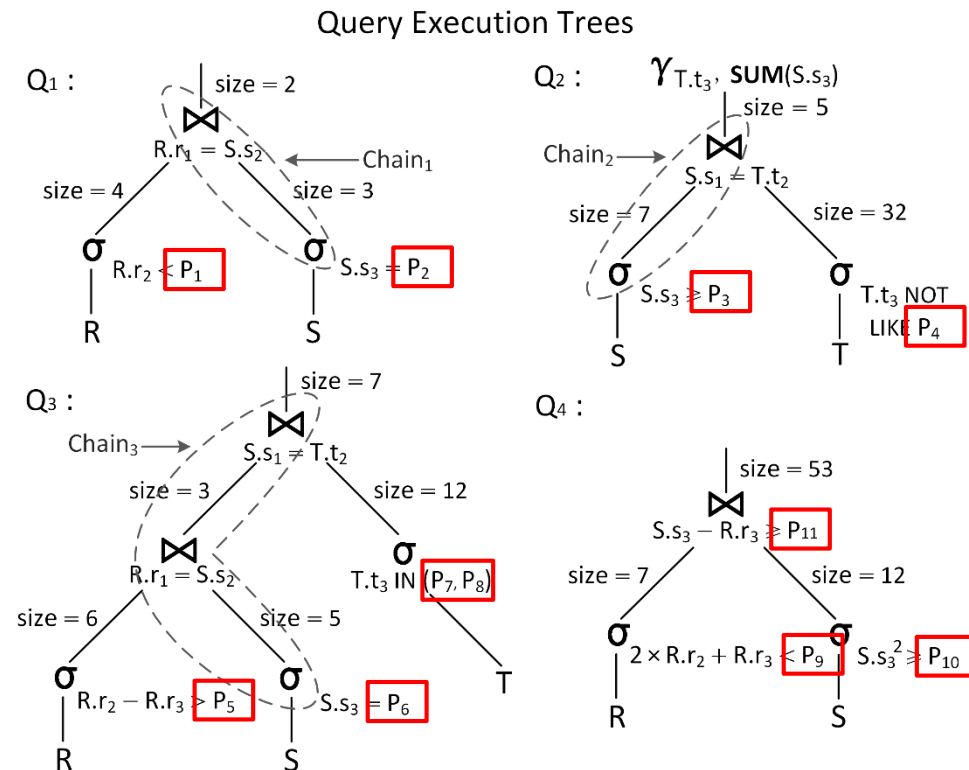 Query Execution Trees
Q1 :
size = 2
R.r1 = S.s2
Chain1
size = 4
size = 3
R.r2 < P1
S.s3 = P2
R
S
Q2 :
γ T.t3, SUM(S.s3)
size = 5
Chain2
S.s1 = T.t2
size = 7
size = 32
S.s3 ⩾ P3
T.t3 NOT
LIKE P4
S
T
Q3 :
size = 7
Chain3
S.s1 ≠ T.t2
size = 3
size = 12
R.r1 = S.s2
σ
T.t3 IN (P7, P8)
size = 6
size = 5
σ
σ
R.r2 − R.r3 > P5
S.s3 = P6
T
R
S
Q4 :
size = 53
S.s3 − R.r3 ⩾ P11
size = 7
size = 12
σ
σ
2 × R.r2 + R.r3 < P9
S.s3² ⩾ P10
R
S